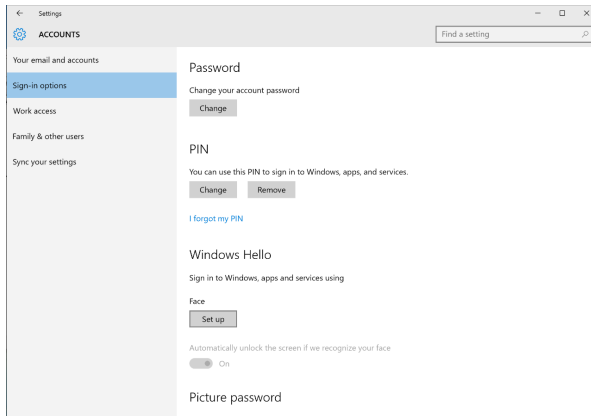 Settings
ACCOUNTS
Find a setting
Your email and accounts
Sign-in options
Work access
Family & other users
Sync your settings
Password
Change your account password
Change
PIN
You can use this PIN to sign in to Windows, apps, and services.
Change Remove
I forgot my PIN
Windows Hello
Sign in to Windows, apps and services using
Face
Set up
Automatically unlock the screen if we recognize your face
On
Picture password